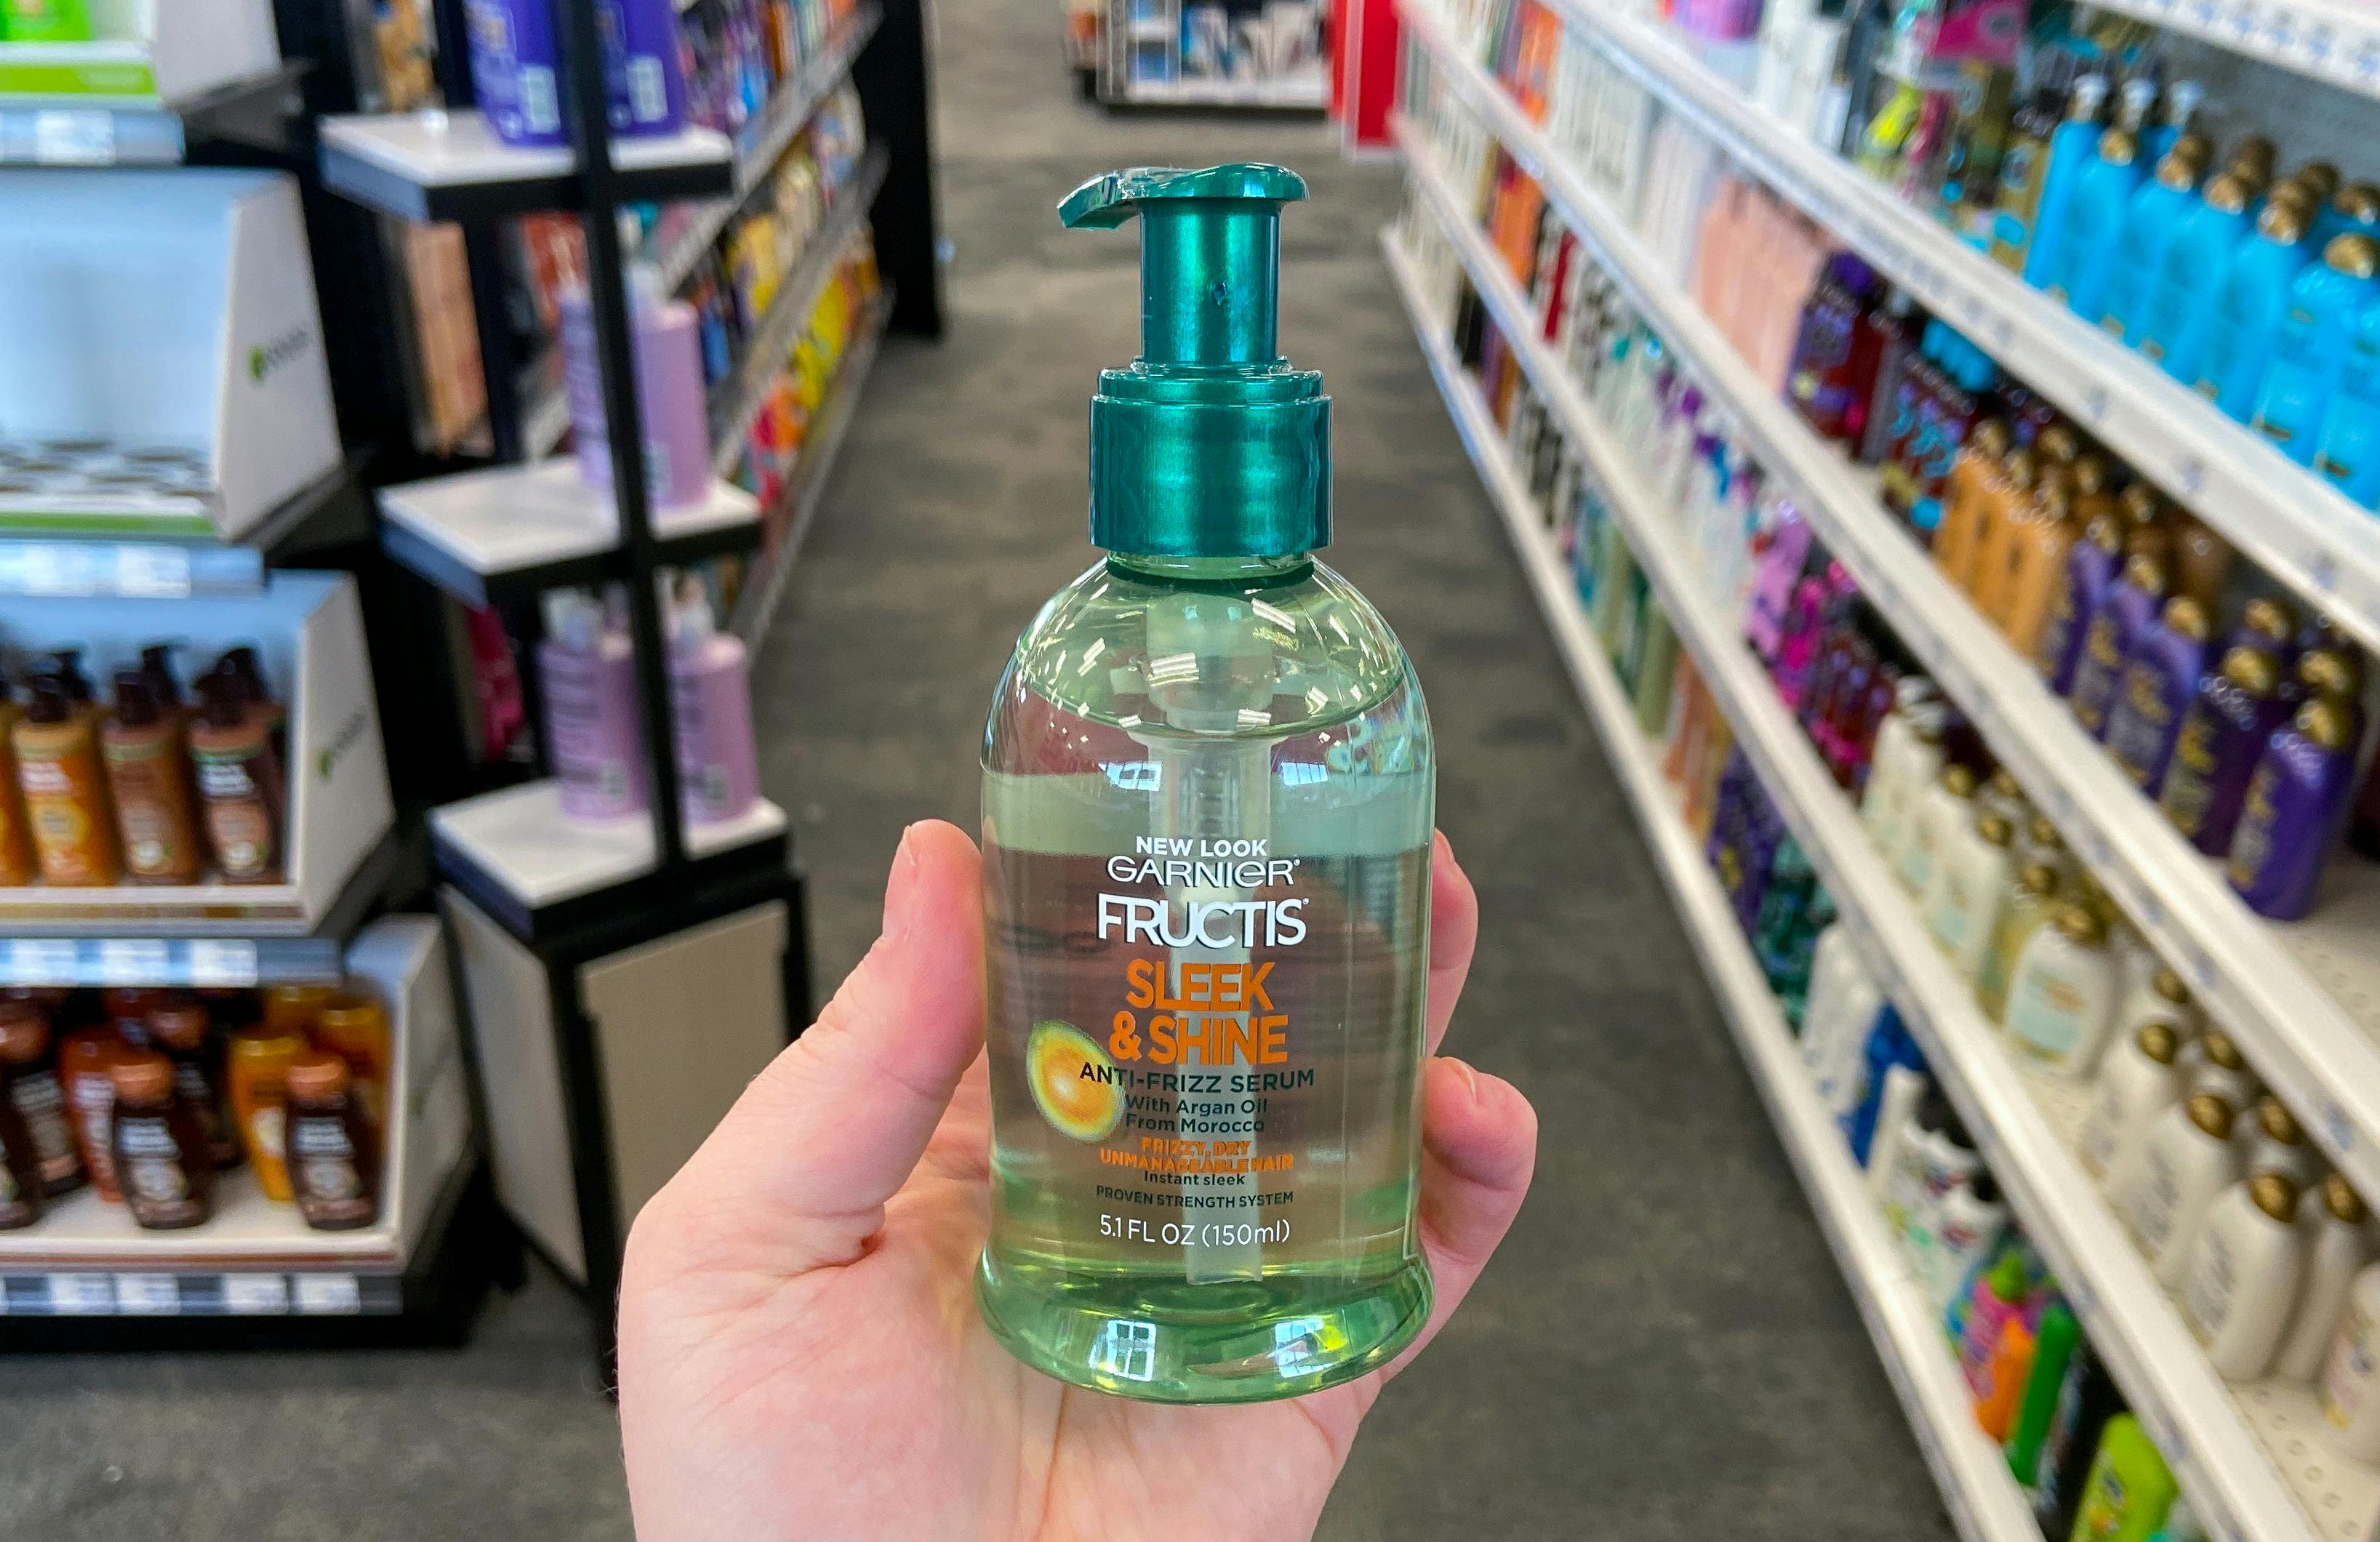 NEW LOOK
GARNIER
FRUCTIS
SLEEK
& SHINE
ANTI-FRIZZ SERUM
With Argan Oil
From Morocco
FRIZZY, DRY
UNMANAGEABLE HAIR
Instant sleek
PROVEN STRENGTH SYSTEM
5.1 FL OZ (150ml)